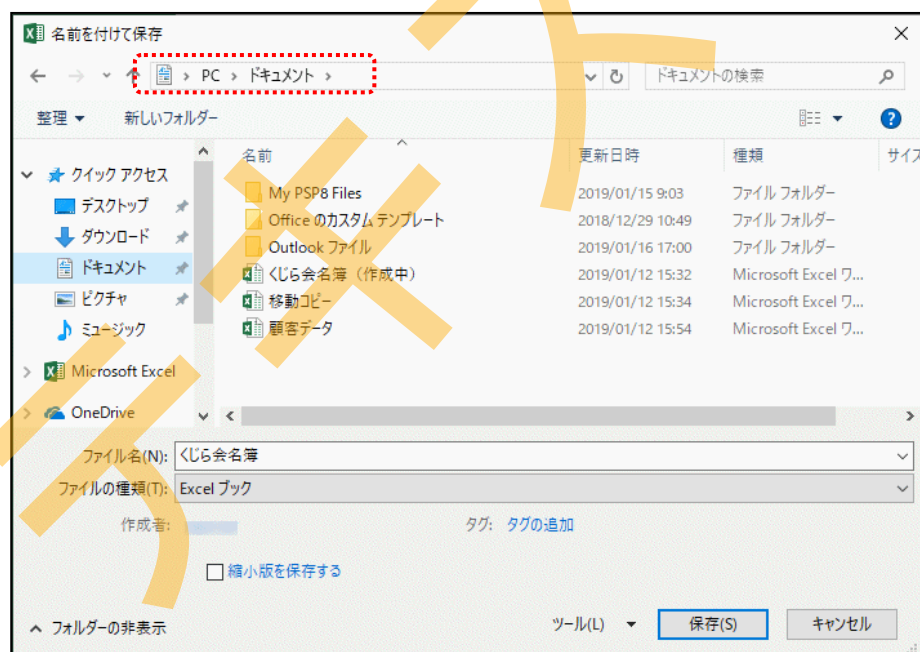 名前を付けて保存
PC > ドキュメント >
ドキュメントの検索
整理 新しいフォルダー
名前 更新日時 種類 サイズ
クイック アクセス
デスクトップ
ダウンロード
ドキュメント
ピクチャ
ミュージック
Microsoft Excel
OneDrive
My PSP8 Files 2019/01/15 9:03 ファイル フォルダー
Office のカスタム テンプレート 2018/12/29 10:49 ファイル フォルダー
Outlook ファイル 2019/01/16 17:00 ファイル フォルダー
くじら会名簿（作成中） 2019/01/12 15:32 Microsoft Excel ワ...
移動コピー 2019/01/12 15:34 Microsoft Excel ワ...
顧客データ 2019/01/12 15:54 Microsoft Excel ワ...
ファイル名(N): くじら会名簿
ファイルの種類(T): Excel ブック
作成者: タグ: タグの追加
縮小版を保存する
フォルダーの非表示 ツール(L) 保存(S) キャンセル